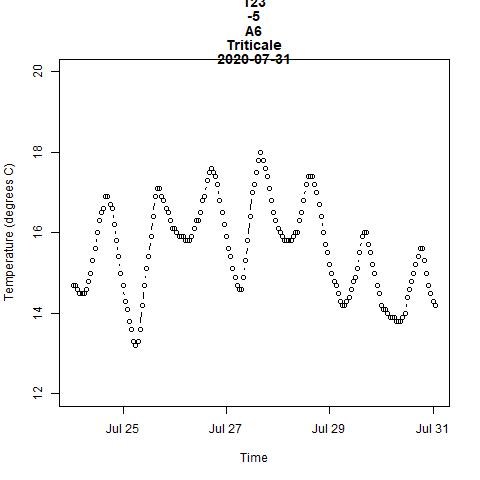 123
-5
A6
Triticale
2020-07-31
20
18
16
14
12
Temperature (degrees C)
Jul 25
Jul 27
Jul 29
Jul 31
Time